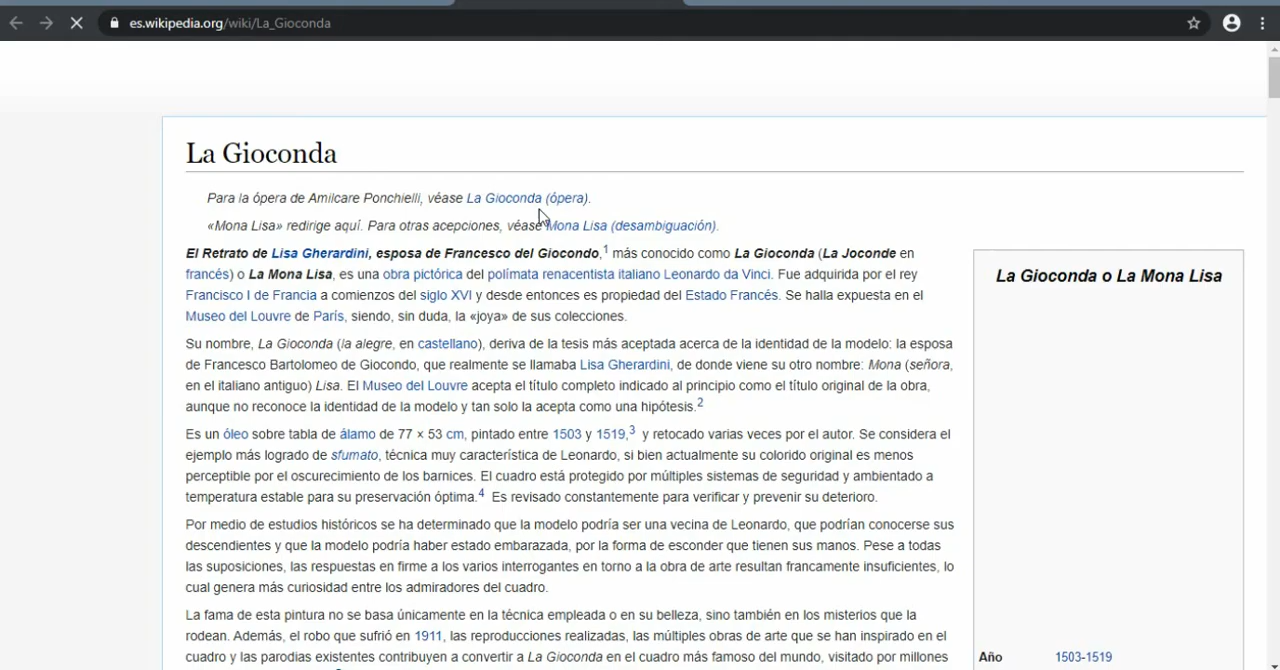 es.wikipedia.org/wiki/La_Gioconda
La Gioconda
Para la ópera de Amilcare Ponchielli, véase La Gioconda (ópera).
«Mona Lisa» redirige aquí. Para otras acepciones, véase Mona Lisa (desambiguación).
El Retrato de Lisa Gherardini, esposa de Francesco del Giocondo,1 más conocido como La Gioconda (La Joconde en
francés) o La Mona Lisa, es una obra pictórica del polímata renacentista italiano Leonardo da Vinci. Fue adquirida por el rey
Francisco I de Francia a comienzos del siglo XVI y desde entonces es propiedad del Estado Francés. Se halla expuesta en el
Museo del Louvre de París, siendo, sin duda, la «joya» de sus colecciones.
Su nombre, La Gioconda (la alegre, en castellano), deriva de la tesis más aceptada acerca de la identidad de la modelo: la esposa
de Francesco Bartolomeo de Giocondo, que realmente se llamaba Lisa Gherardini, de donde viene su otro nombre: Mona (señora,
en el italiano antiguo) Lisa. El Museo del Louvre acepta el título completo indicado al principio como el título original de la obra,
aunque no reconoce la identidad de la modelo y tan solo la acepta como una hipótesis.2
Es un óleo sobre tabla de álamo de 77 × 53 cm, pintado entre 1503 y 1519,3 y retocado varias veces por el autor. Se considera el
ejemplo más logrado de sfumato, técnica muy característica de Leonardo, si bien actualmente su colorido original es menos
perceptible por el oscurecimiento de los barnices. El cuadro está protegido por múltiples sistemas de seguridad y ambientado a
temperatura estable para su preservación óptima.4 Es revisado constantemente para verificar y prevenir su deterioro.
Por medio de estudios históricos se ha determinado que la modelo podría ser una vecina de Leonardo, que podrían conocerse sus
descendientes y que la modelo podría haber estado embarazada, por la forma de esconder que tienen sus manos. Pese a todas
las suposiciones, las respuestas en firme a los varios interrogantes en torno a la obra de arte resultan francamente insuficientes, lo
cual genera más curiosidad entre los admiradores del cuadro.
La fama de esta pintura no se basa únicamente en la técnica empleada o en su belleza, sino también en los misterios que la
rodean. Además, el robo que sufrió en 1911, las reproducciones realizadas, las múltiples obras de arte que se han inspirado en el
cuadro y las parodias existentes contribuyen a convertir a La Gioconda en el cuadro más famoso del mundo, visitado por millones
La Gioconda o La Mona Lisa
Año 1503-1519